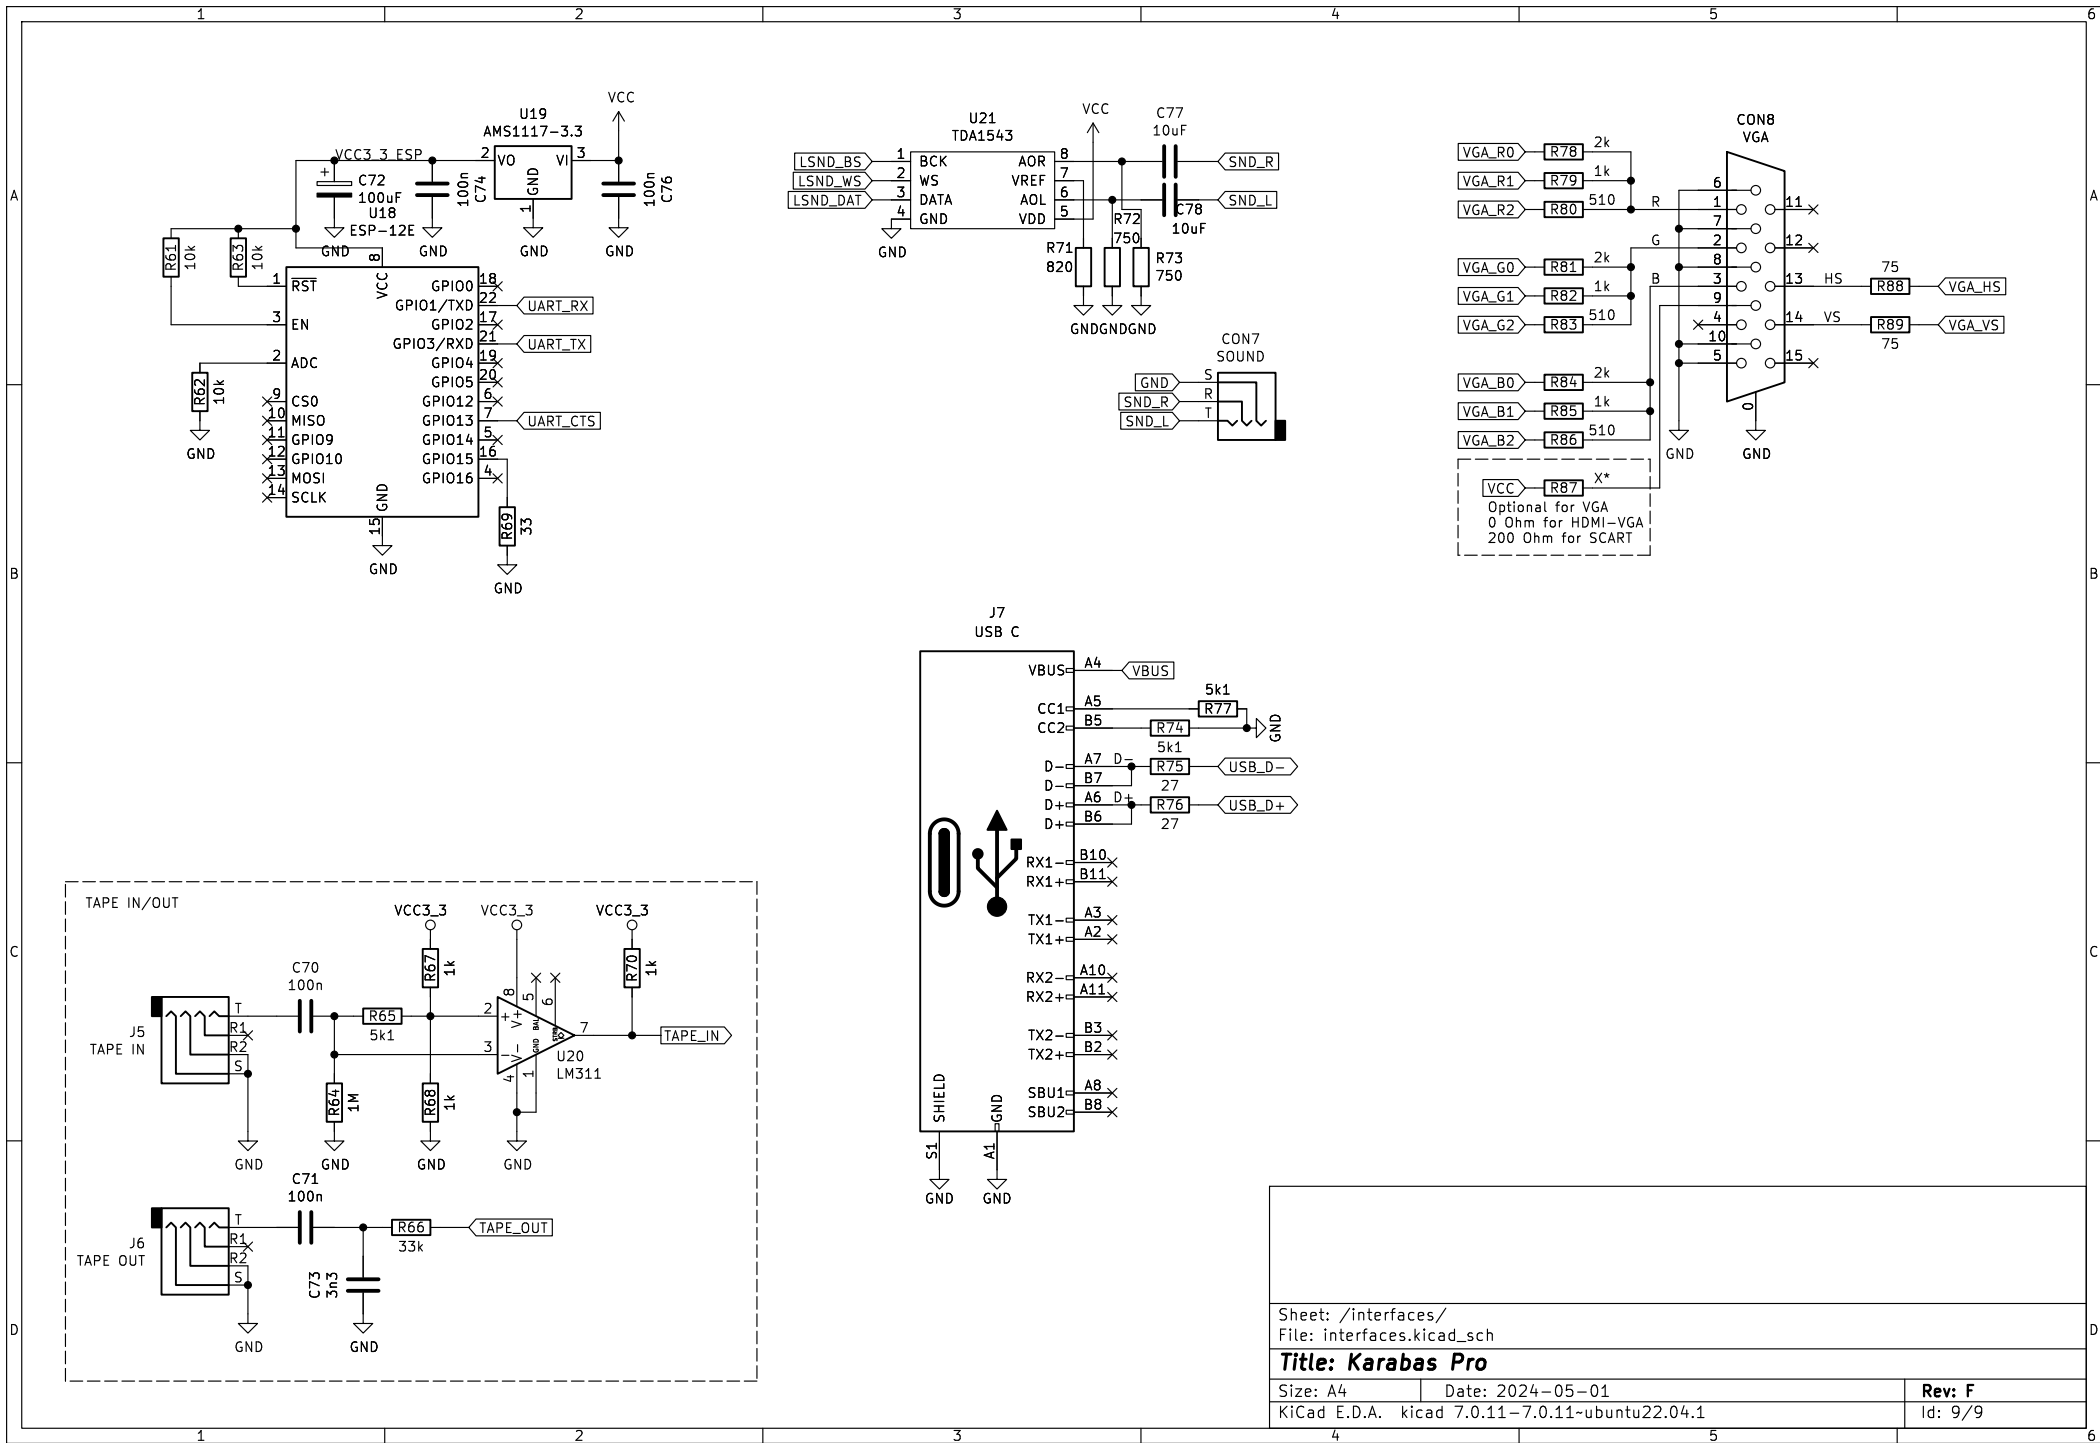 1 2 3 4 5 6
A
B
C
D
U19
AMS1117-3.3
VCC
VCC3_3_ESP
2 VO
VI 3
GND
1
C72
100uF
+
100n
C74
100n
C76
GND
GND
GND
GND
U18
ESP-12E
R61
10k
R63
10k
8
VCC
1 RST
3 EN
2 ADC
9 CS0
10 MISO
11 GPIO9
12 GPIO10
13 MOSI
14 SCLK
GPIO0 18
GPIO1/TXD 22
GPIO2 17
GPIO3/RXD 21
GPIO4 19
GPIO5 20
GPIO12 6
GPIO13 7
GPIO14 5
GPIO15 16
GPIO16 4
GND
15
UART_RX
UART_TX
UART_CTS
R62
10k
GND
GND
R69
33
GND
U21
TDA1543
LSND_BS
LSND_WS
LSND_DAT
1 BCK
2 WS
3 DATA
4 GND
AOR 8
VREF 7
AOL 6
VDD 5
GND
VCC
C77
10uF
SND_R
SND_L
C78
10uF
R72
750
R71
820
R73
750
GND
GND
GND
CON7
SOUND
GND
SND_R
SND_L
S
R
T
CON8
VGA
VGA_R0 R78 2k
VGA_R1 R79 1k
VGA_R2 R80 510
R
VGA_G0 R81 2k
VGA_G1 R82 1k
VGA_G2 R83 510
G
B
VGA_B0 R84 2k
VGA_B1 R85 1k
VGA_B2 R86 510
6
1
7
2
8
3
9
4
10
5
11
12
13
14
15
0
HS
VS
75
R88
VGA_HS
R89
75
VGA_VS
GND
GND
VCC R87 X*
Optional for VGA
0 Ohm for HDMI-VGA
200 Ohm for SCART
J7
USB C
VBUS A4
VBUS
CC1 A5
CC2 B5
5k1
R77
R74
5k1
GND
D- A7
D- B7
D+ A6
D+ B6
D-
D+
R75
27
R76
27
USB_D-
USB_D+
RX1- B10
RX1+ B11
TX1- A3
TX1+ A2
RX2- A10
RX2+ A11
TX2- B3
TX2+ B2
SBU1 A8
SBU2 B8
SHIELD
GND
S1
A1
GND
GND
TAPE IN/OUT
VCC3_3
VCC3_3
VCC3_3
R67
1k
R70
1k
C70
100n
R65
5k1
J5
TAPE IN
T
R1
R2
S
2
3
+
-
8
V+
5
BAL
6
STRB
7
4
V-
1
GND
U20
LM311
TAPE_IN
R64
1M
R68
1k
GND
GND
GND
GND
C71
100n
J6
TAPE OUT
T
R1
R2
S
R66
33k
TAPE_OUT
C73
3n3
GND
GND
Sheet: /interfaces/
File: interfaces.kicad_sch
Title: Karabas Pro
Size: A4
Date: 2024-05-01
Rev: F
KiCad E.D.A. kicad 7.0.11-7.0.11~ubuntu22.04.1
Id: 9/9
A
B
C
D
1 2 3 4 5 6